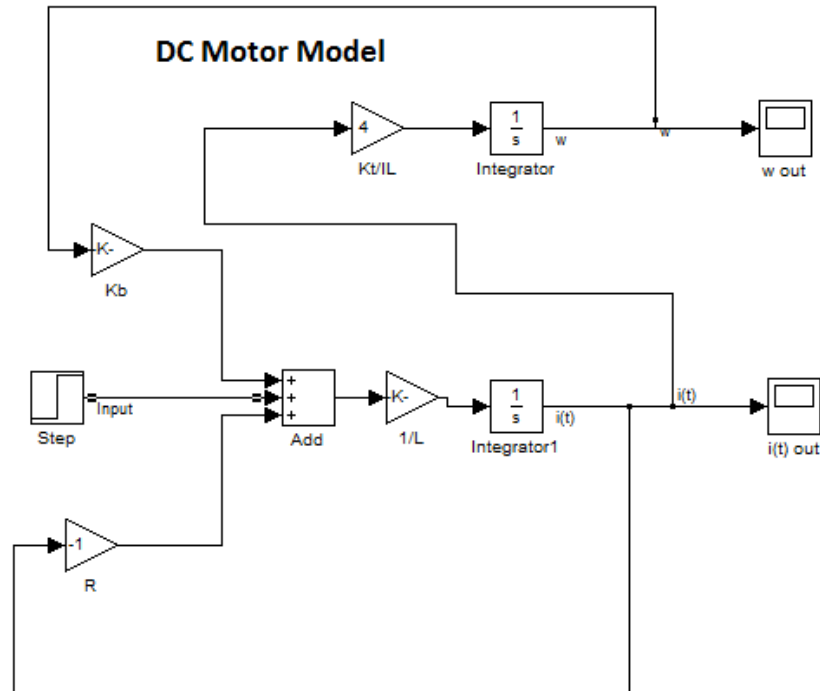 DC Motor Model
4
Kt/IL
1
s
Integrator
w
w
w out
-K-
Kb
Step
Input
+
+
+
Add
-K-
1/L
1
s
Integrator1
i(t)
i(t)
i(t) out
-1
R